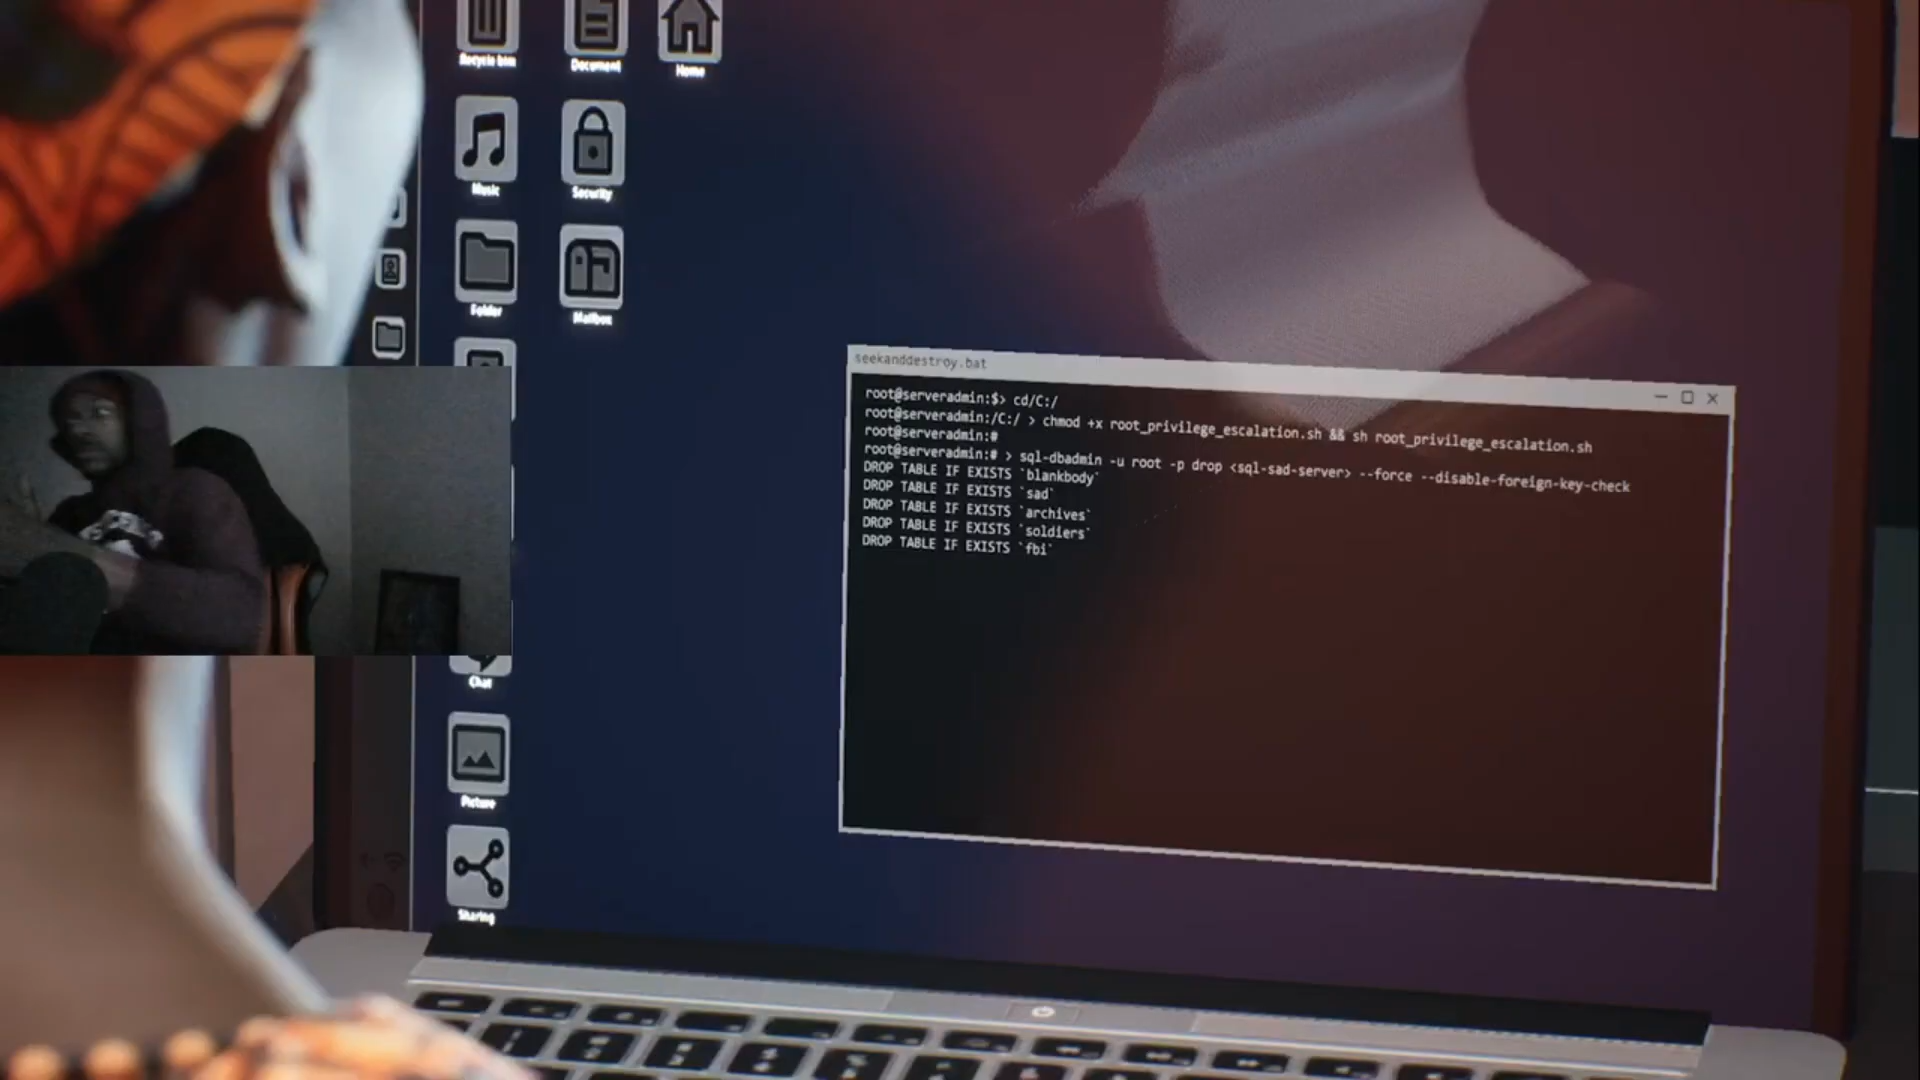 Recycle bin
Document
Home
Music
Security
Folder
Mailbox
seekanddestroy.bat
root@serveradmin:$> cd/C:/
root@serveradmin:/C:/ > chmod +x root_privilege_escalation.sh && sh root_privilege_escalation.sh
root@serveradmin:#
root@serveradmin:# > sql-dbadmin -u root -p drop <sql-sad-server> --force --disable-foreign-key-check
DROP TABLE IF EXISTS `blankbody`
DROP TABLE IF EXISTS `sad`
DROP TABLE IF EXISTS `archives`
DROP TABLE IF EXISTS `soldiers`
DROP TABLE IF EXISTS `fbi`
Chat
Picture
Sharing